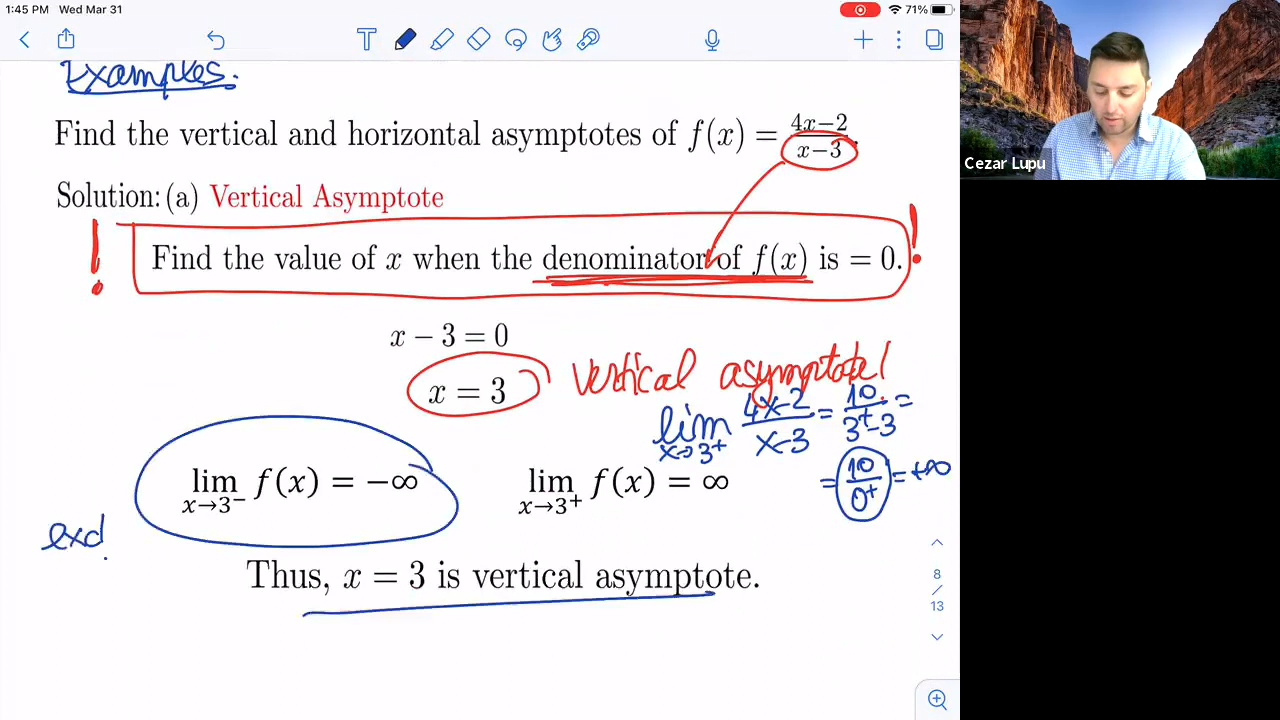 1:45 PM Wed Mar 31
71%
Examples.
Find the vertical and horizontal asymptotes of f(x) = 4x−2 / x−3.
Cezar Lupu
Solution: (a) Vertical Asymptote
! Find the value of x when the denominator of f(x) is = 0. !
x − 3 = 0
x = 3 vertical asymptote!
lim x→3⁺ 4x−2 / x−3 = 10 / 3⁺−3 =
= 10 / 0⁺ = +∞
lim x→3⁻ f(x) = −∞ lim x→3⁺ f(x) = ∞
Thus, x = 3 is vertical asymptote.
8
/
13